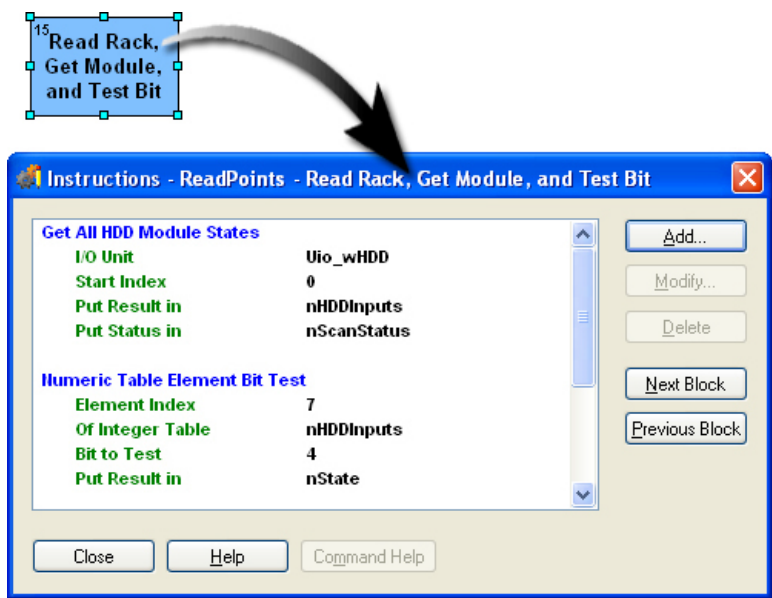 15
Read Rack,
Get Module,
and Test Bit
Instructions - ReadPoints - Read Rack, Get Module, and Test Bit
Get All HDD Module States
I/O Unit Uio_wHDD
Start Index 0
Put Result in nHDDInputs
Put Status in nScanStatus
Numeric Table Element Bit Test
Element Index 7
Of Integer Table nHDDInputs
Bit to Test 4
Put Result in nState
Add...
Modify...
Delete
Next Block
Previous Block
Close Help Command Help